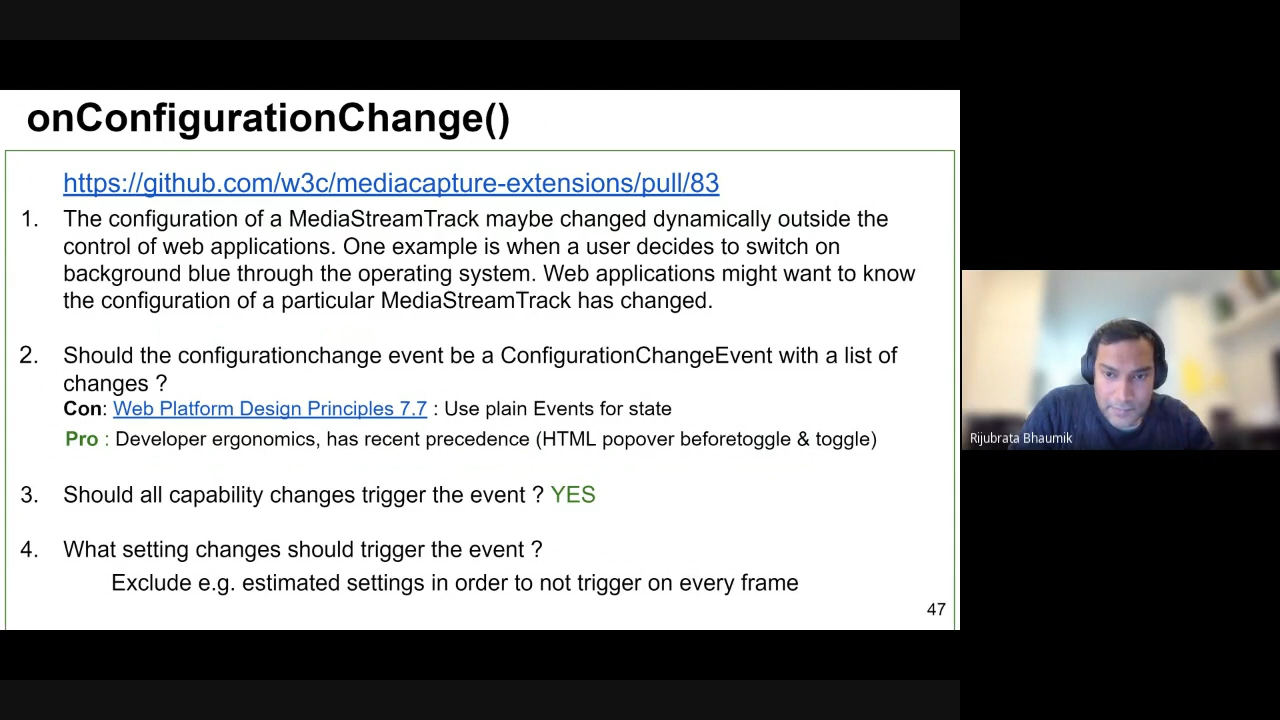 onConfigurationChange()
https://github.com/w3c/mediacapture-extensions/pull/83
1. The configuration of a MediaStreamTrack maybe changed dynamically outside the
control of web applications. One example is when a user decides to switch on
background blue through the operating system. Web applications might want to know
the configuration of a particular MediaStreamTrack has changed.
2. Should the configurationchange event be a ConfigurationChangeEvent with a list of
changes ?
Con: Web Platform Design Principles 7.7 : Use plain Events for state
Pro : Developer ergonomics, has recent precedence (HTML popover beforetoggle & toggle)
3. Should all capability changes trigger the event ? YES
4. What setting changes should trigger the event ?
Exclude e.g. estimated settings in order to not trigger on every frame
47
Rijubrata Bhaumik